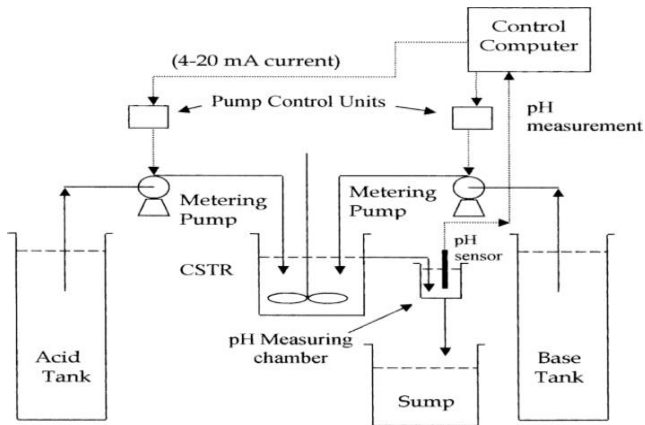 Control
Computer
(4-20 mA current)
Pump Control Units
pH
measurement
Metering
Pump
Metering
Pump
pH
sensor
CSTR
pH Measuring
chamber
Acid
Tank
Sump
Base
Tank